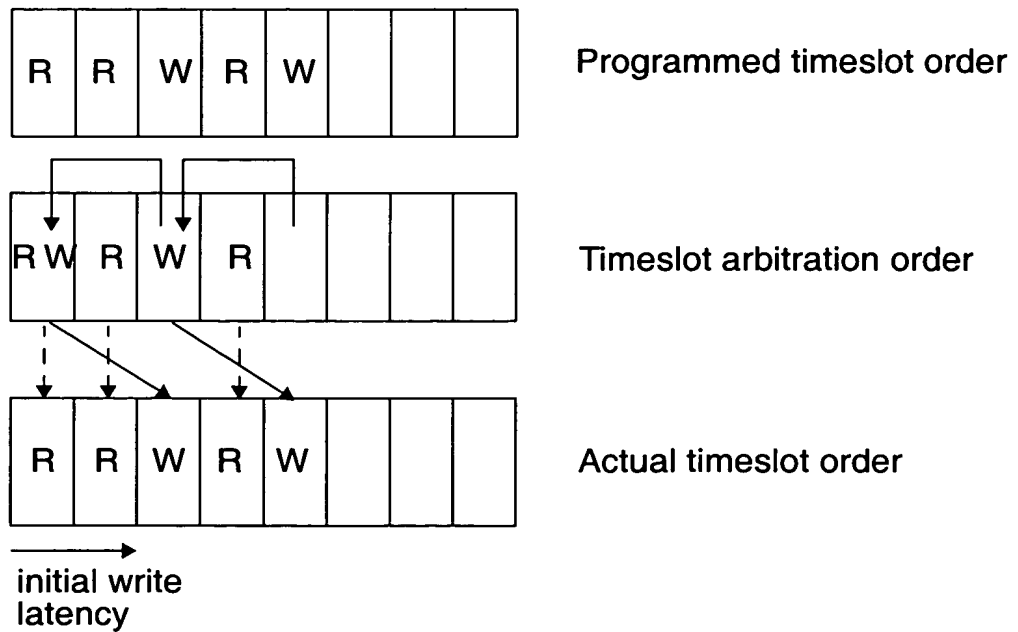 R R W R W
Programmed timeslot order
R W R W R
Timeslot arbitration order
R R W R W
Actual timeslot order
initial write
latency